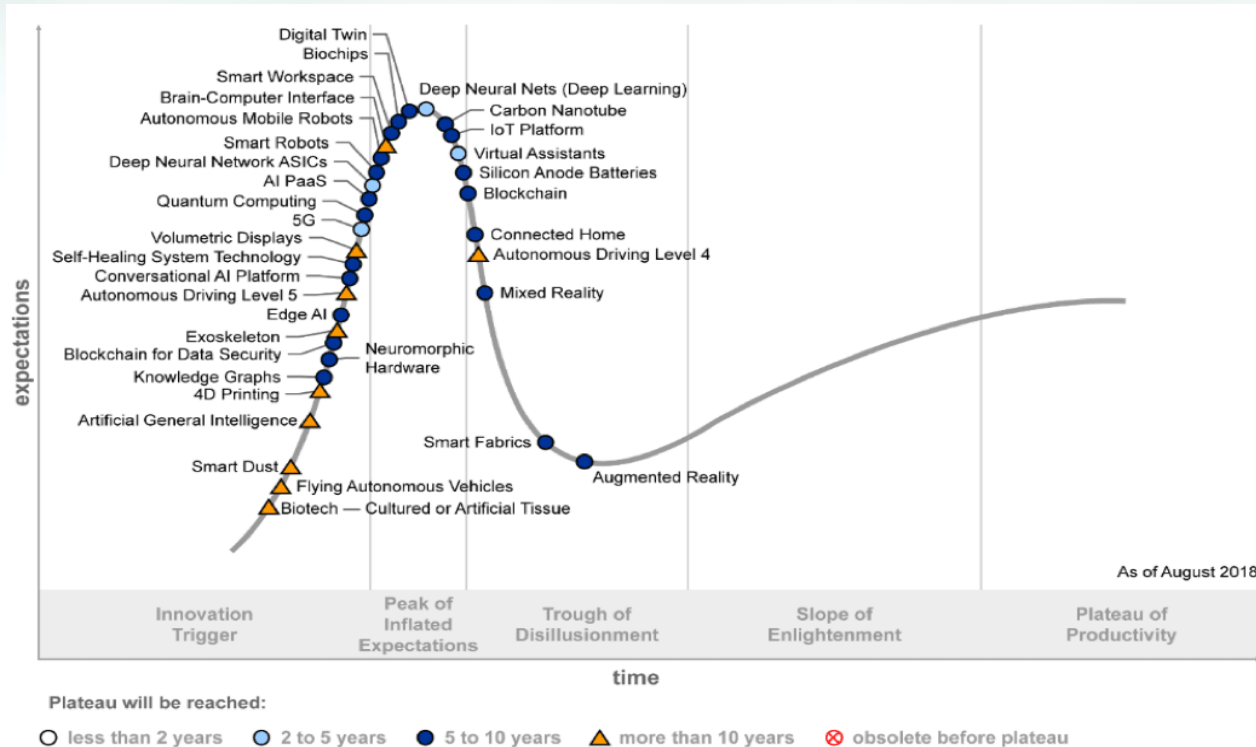 Digital Twin
Biochips
Smart Workspace
Brain-Computer Interface
Autonomous Mobile Robots
Smart Robots
Deep Neural Network ASICs
AI PaaS
Quantum Computing
5G
Volumetric Displays
Self-Healing System Technology
Conversational AI Platform
Autonomous Driving Level 5
Edge AI
Exoskeleton
Blockchain for Data Security
Neuromorphic
Hardware
Knowledge Graphs
4D Printing
Artificial General Intelligence
Smart Dust
Flying Autonomous Vehicles
Biotech — Cultured or Artificial Tissue
Deep Neural Nets (Deep Learning)
Carbon Nanotube
IoT Platform
Virtual Assistants
Silicon Anode Batteries
Blockchain
Connected Home
Autonomous Driving Level 4
Mixed Reality
Smart Fabrics
Augmented Reality
expectations
As of August 2018
Innovation
Trigger
Peak of
Inflated
Expectations
Trough of
Disillusionment
Slope of
Enlightenment
Plateau of
Productivity
time
Plateau will be reached:
less than 2 years
2 to 5 years
5 to 10 years
more than 10 years
obsolete before plateau